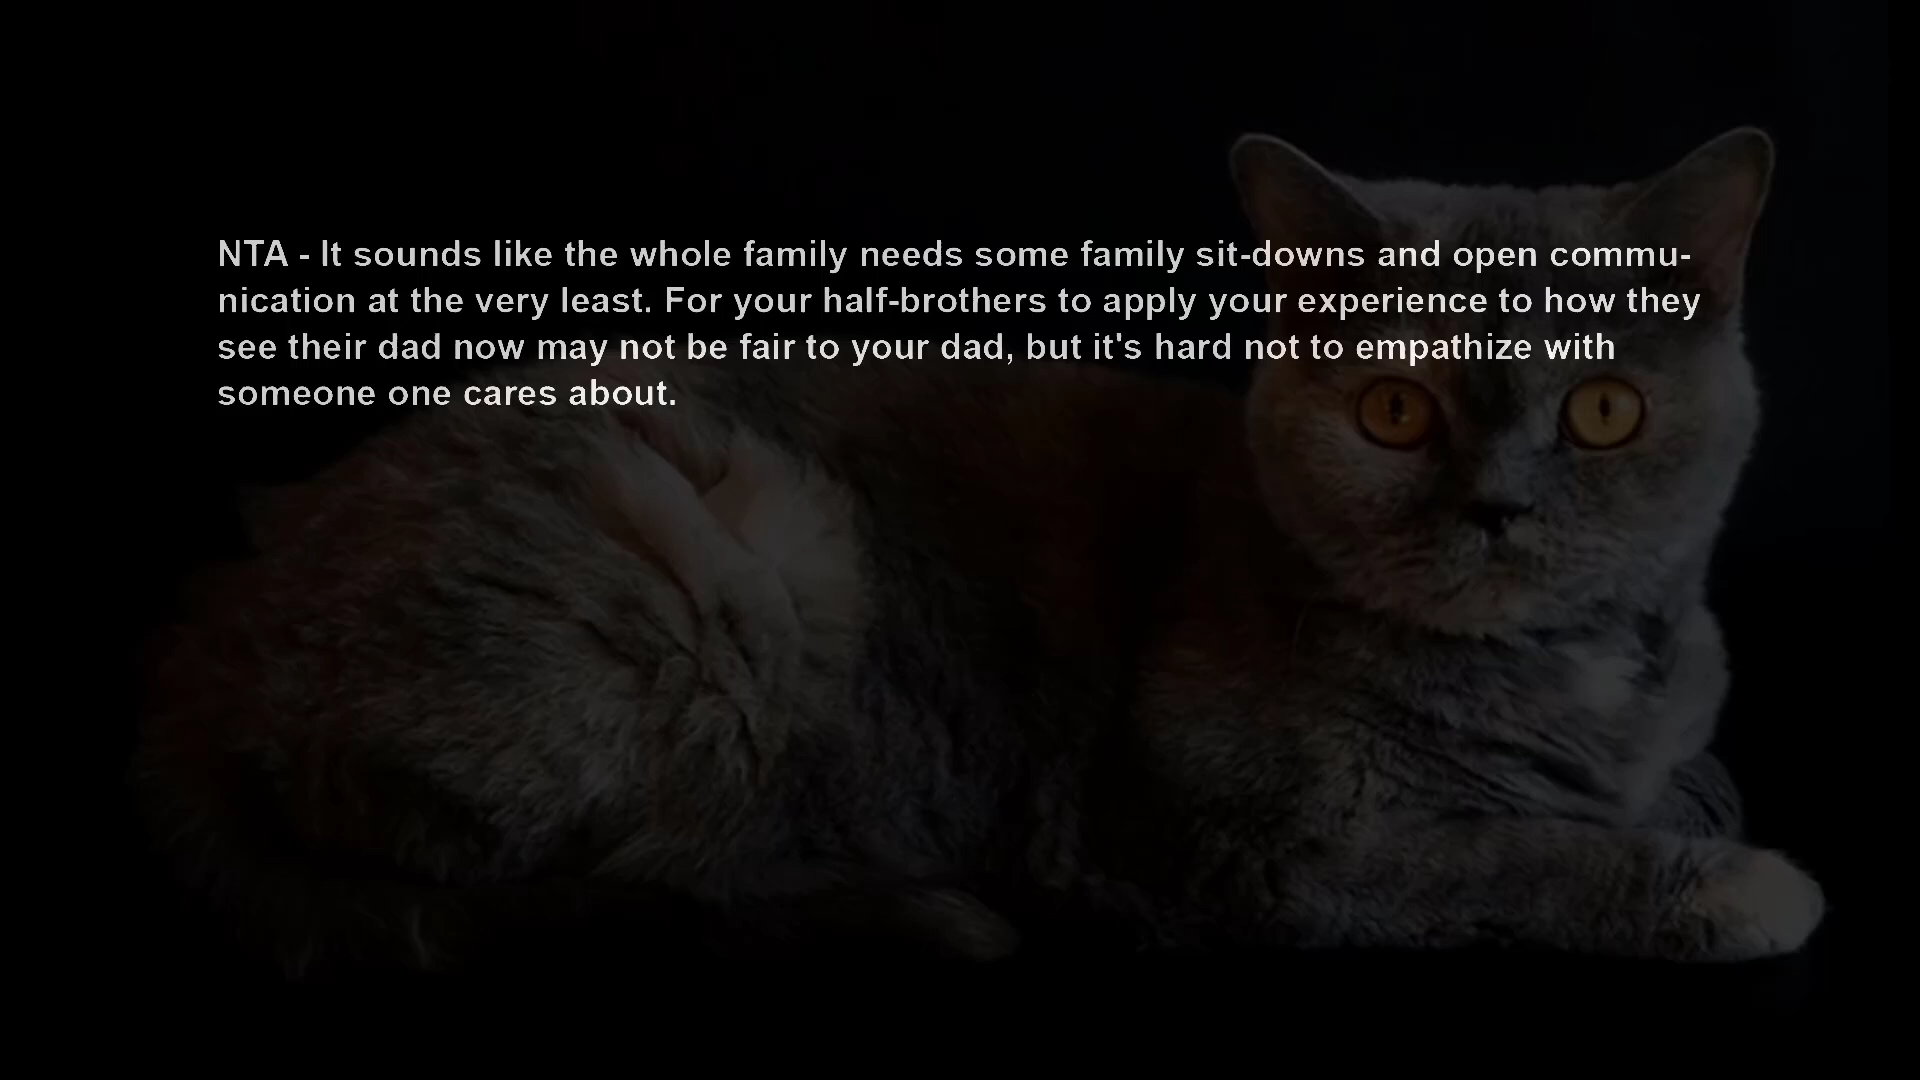 NTA - It sounds like the whole family needs some family sit-downs and open commu-
nication at the very least. For your half-brothers to apply your experience to how they
see their dad now may not be fair to your dad, but it's hard not to empathize with
someone one cares about.